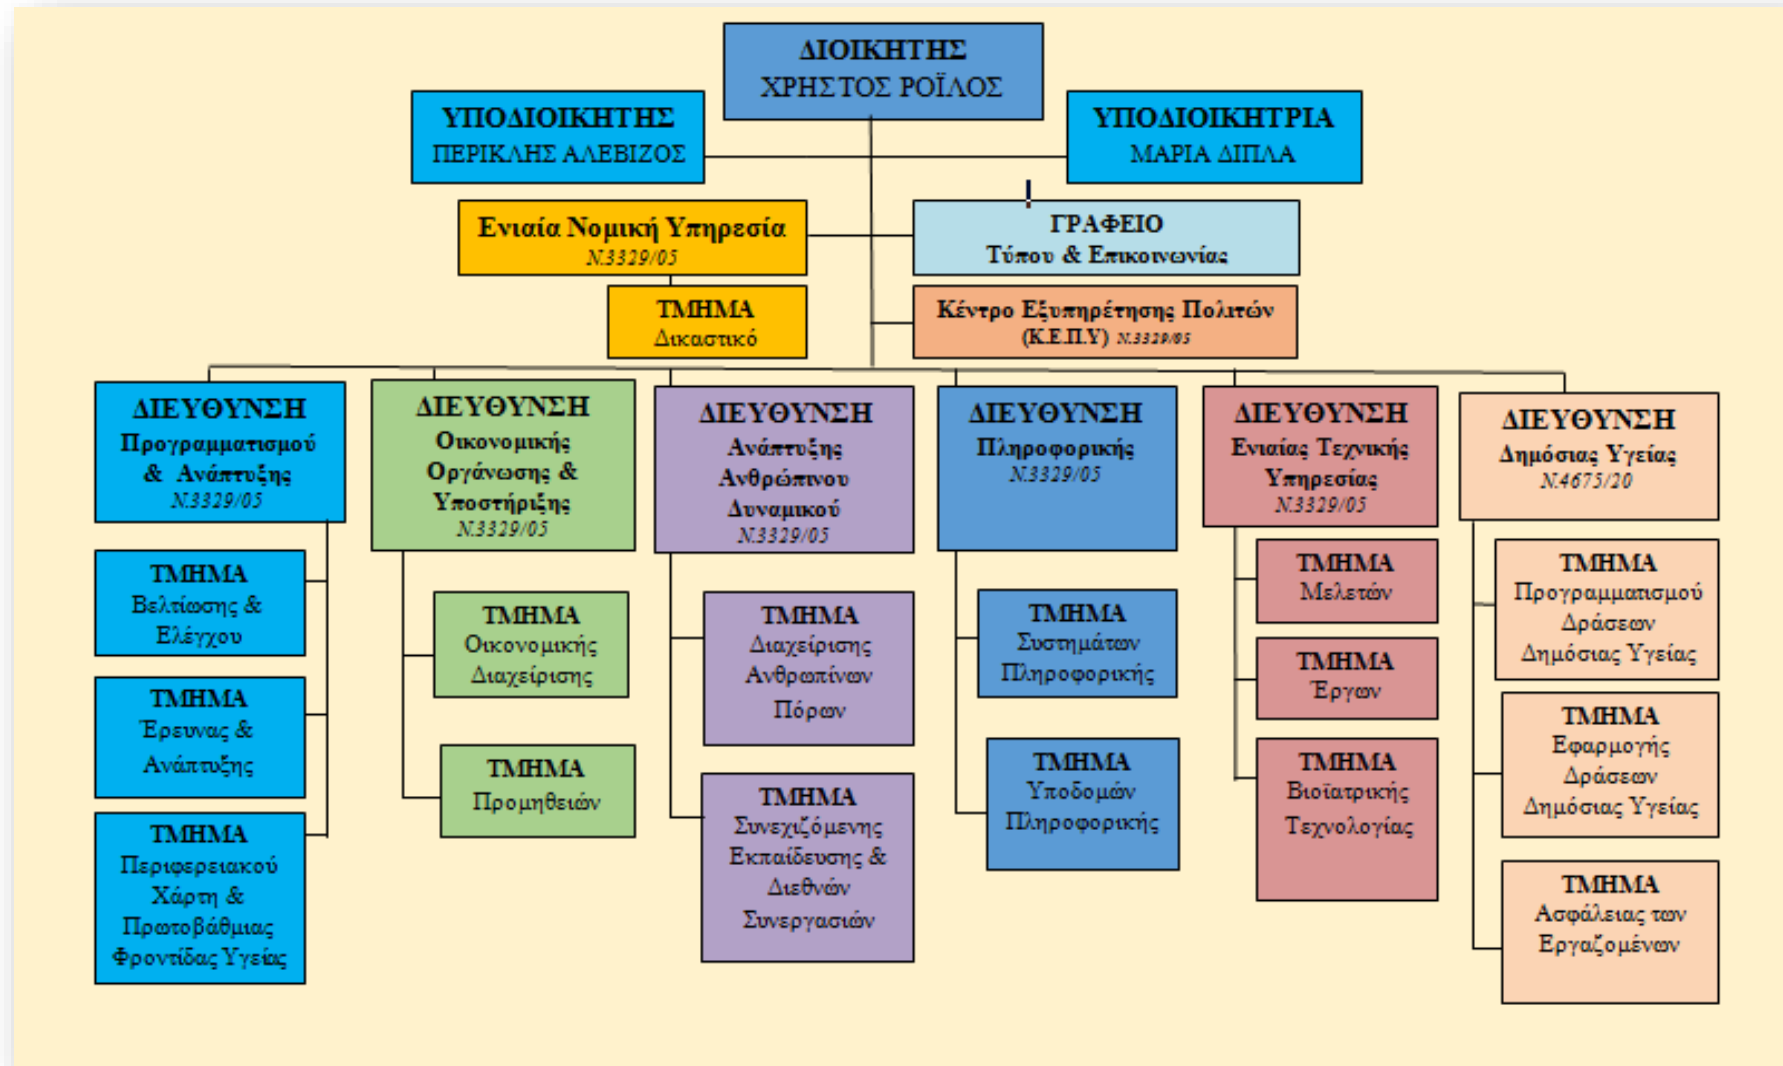 ΔΙΟΙΚΗΤΗΣ
ΧΡΗΣΤΟΣ ΡΟΪΛΟΣ
ΥΠΟΔΙΟΙΚΗΤΗΣ
ΠΕΡΙΚΛΗΣ ΑΛΕΒΙΖΟΣ
ΥΠΟΔΙΟΙΚΗΤΡΙΑ
ΜΑΡΙΑ ΔΙΠΛΑ
Ενιαία Νομική Υπηρεσία
Ν.3329/05
ΓΡΑΦΕΙΟ
Τύπου & Επικοινωνίας
ΤΜΗΜΑ
Δικαστικό
Κέντρο Εξυπηρέτησης Πολιτών
(Κ.Ε.Π.Υ) Ν.3329/05
ΔΙΕΥΘΥΝΣΗ
Προγραμματισμού
& Ανάπτυξης
Ν.3329/05
ΤΜΗΜΑ
Βελτίωσης &
Ελέγχου
ΤΜΗΜΑ
Έρευνας &
Ανάπτυξης
ΤΜΗΜΑ
Περιφερειακού
Χάρτη &
Πρωτοβάθμιας
Φροντίδας Υγείας
ΔΙΕΥΘΥΝΣΗ
Οικονομικής
Οργάνωσης &
Υποστήριξης
Ν.3329/05
ΤΜΗΜΑ
Οικονομικής
Διαχείρισης
ΤΜΗΜΑ
Προμηθειών
ΔΙΕΥΘΥΝΣΗ
Ανάπτυξης
Ανθρώπινου
Δυναμικού
Ν.3329/05
ΤΜΗΜΑ
Διαχείρισης
Ανθρωπίνων
Πόρων
ΤΜΗΜΑ
Συνεχιζόμενης
Εκπαίδευσης &
Διεθνών
Συνεργασιών
ΔΙΕΥΘΥΝΣΗ
Πληροφορικής
Ν.3329/05
ΤΜΗΜΑ
Συστημάτων
Πληροφορικής
ΤΜΗΜΑ
Υποδομών
Πληροφορικής
ΔΙΕΥΘΥΝΣΗ
Ενιαίας Τεχνικής
Υπηρεσίας
Ν.3329/05
ΤΜΗΜΑ
Μελετών
ΤΜΗΜΑ
Έργων
ΤΜΗΜΑ
Βιοϊατρικής
Τεχνολογίας
ΔΙΕΥΘΥΝΣΗ
Δημόσιας Υγείας
Ν.4675/20
ΤΜΗΜΑ
Προγραμματισμού
Δράσεων
Δημόσιας Υγείας
ΤΜΗΜΑ
Εφαρμογής
Δράσεων
Δημόσιας Υγείας
ΤΜΗΜΑ
Ασφάλειας των
Εργαζομένων